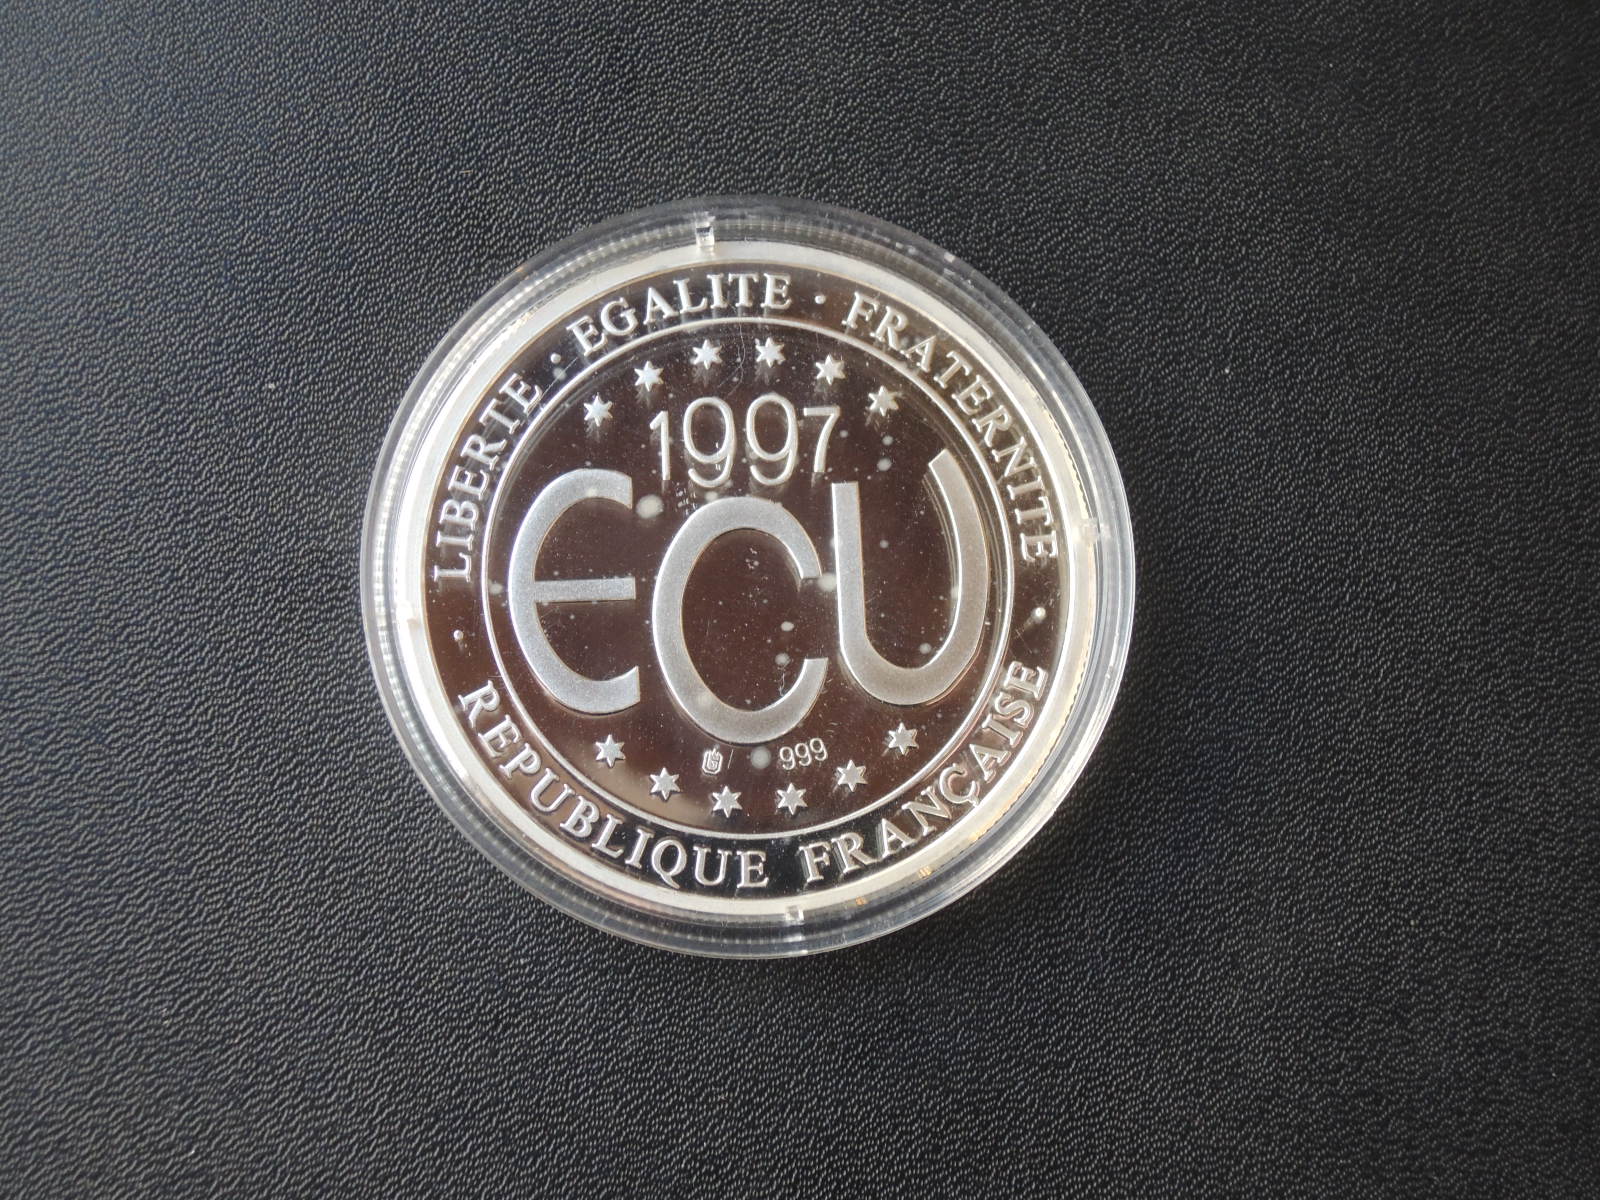 LIBERTE · EGALITE · FRATERNITE
1997
ECU
999
· REPUBLIQUE FRANÇAISE ·